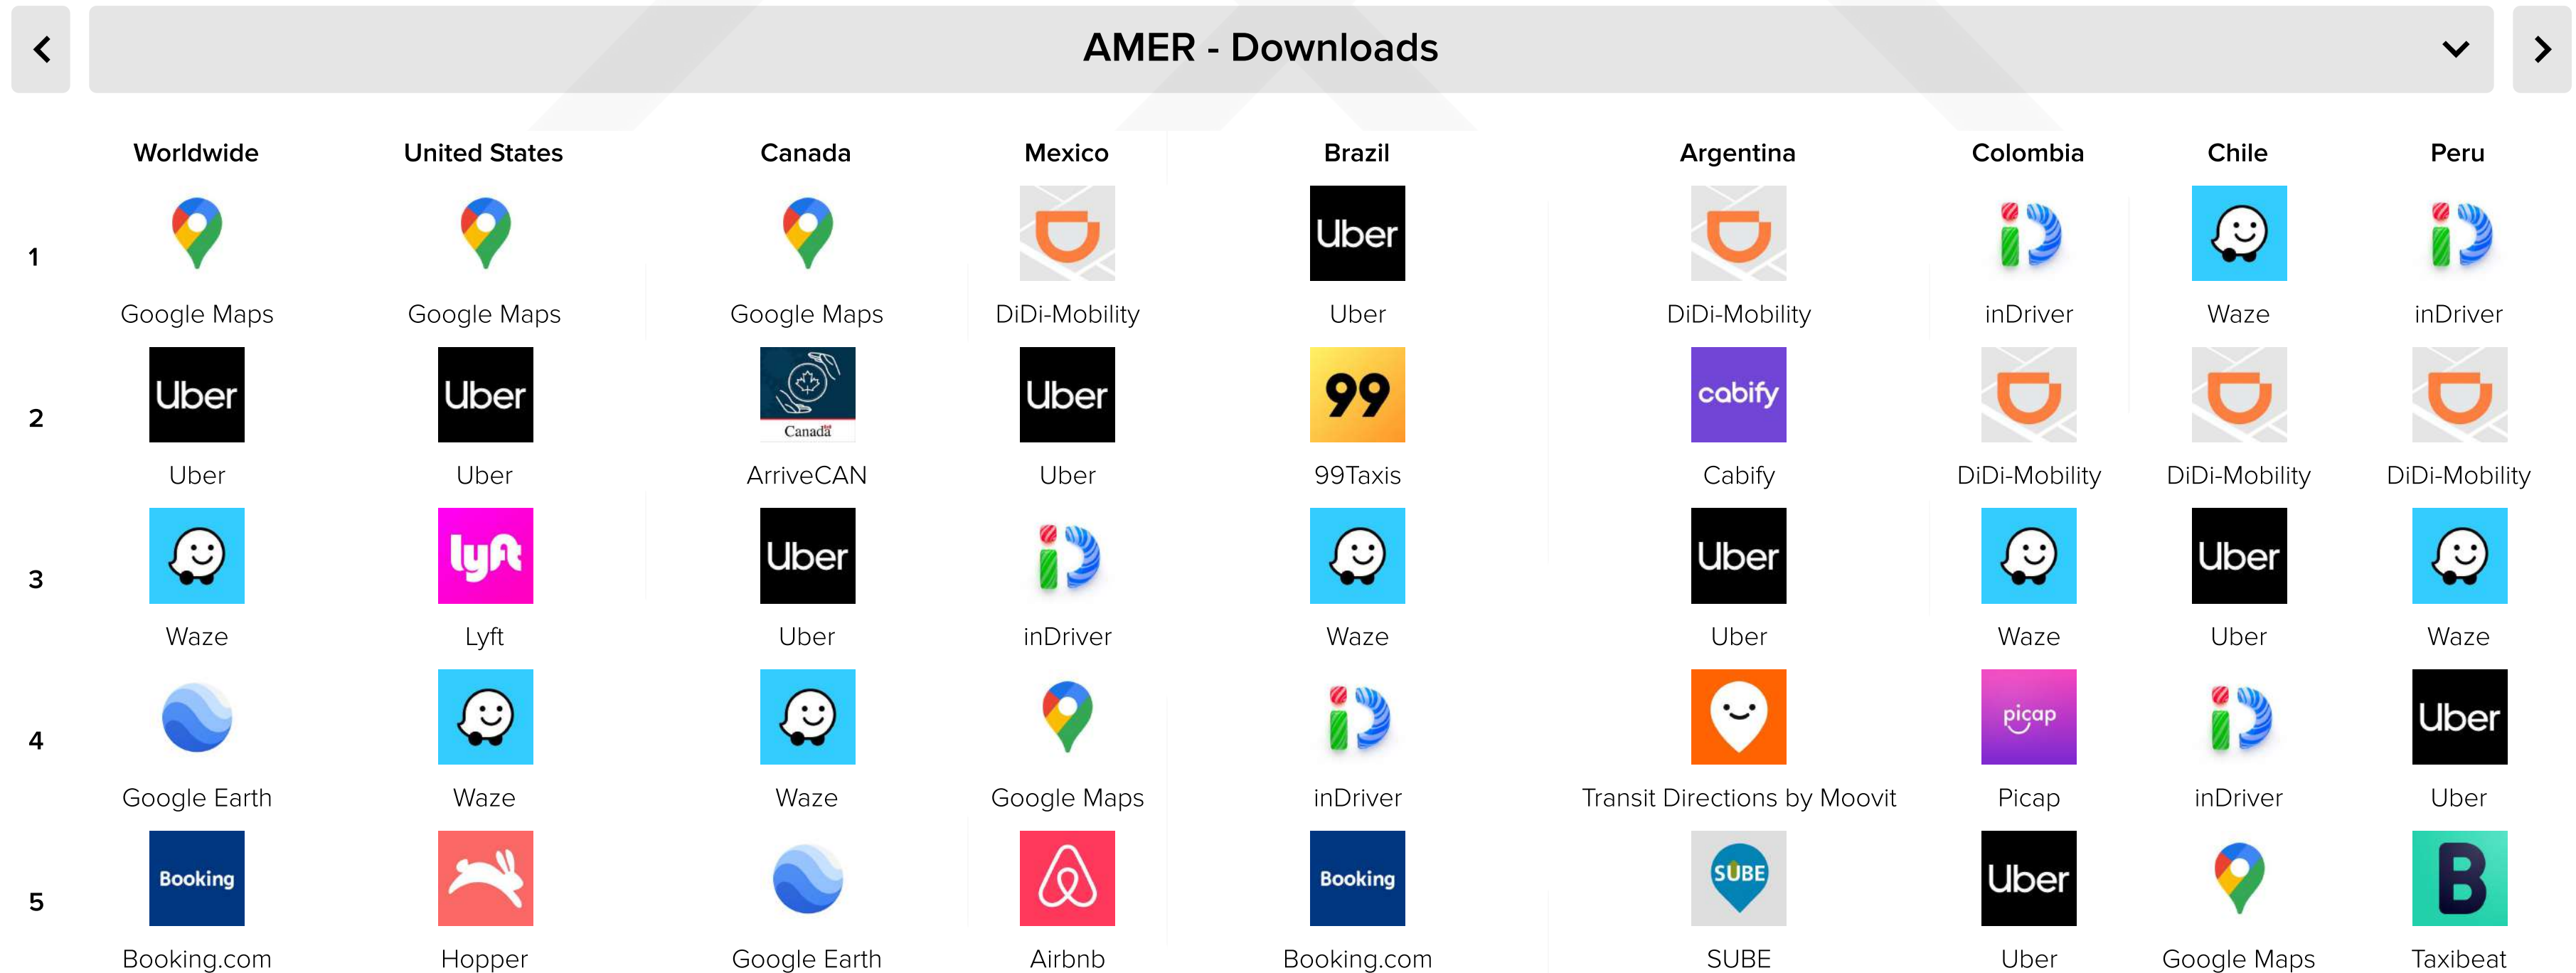 AMER - Downloads
Worldwide United States Canada Mexico Brazil Argentina Colombia Chile Peru
Uber
1
Google Maps Google Maps Google Maps DiDi-Mobility Uber DiDi-Mobility inDriver Waze inDriver
Uber Uber Canada Uber 99 cabify
2
Uber Uber ArriveCAN Uber 99Taxis Cabify DiDi-Mobility DiDi-Mobility DiDi-Mobility
lyft Uber iD Uber Uber
3
Waze Lyft Uber inDriver Waze Uber Waze Uber Waze
iD picap iD Uber
4
Google Earth Waze Waze Google Maps inDriver Transit Directions by Moovit Picap inDriver Uber
Booking Booking SUBE Uber B
5
Booking.com Hopper Google Earth Airbnb Booking.com SUBE Uber Google Maps Taxibeat